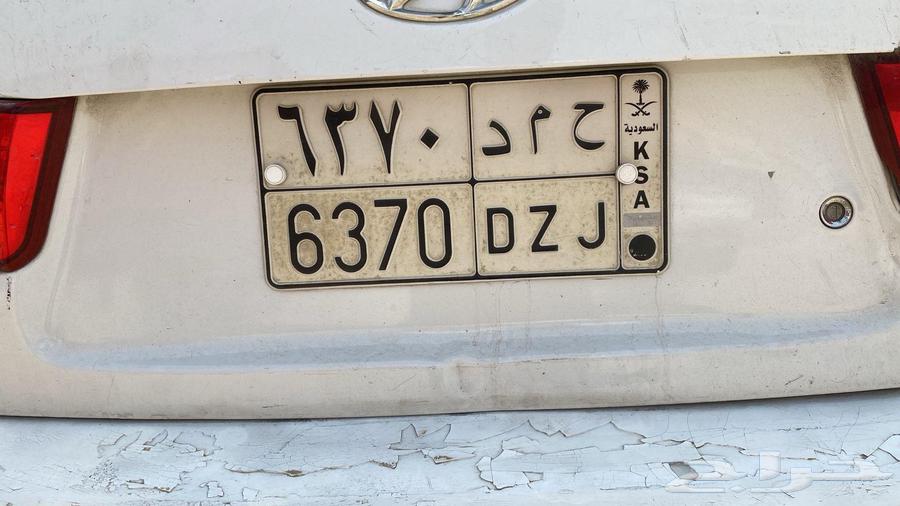 ٦٣٧٠ ح م د
6370 DZJ
السعودية
K
S
A
حراج